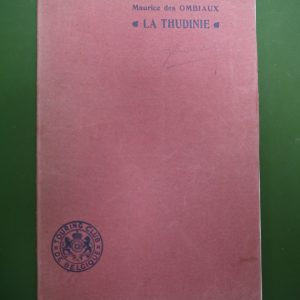 Maurice des OMBIAUX
LA THUDINIE
TOURING CLUB
DE BELGIQUE